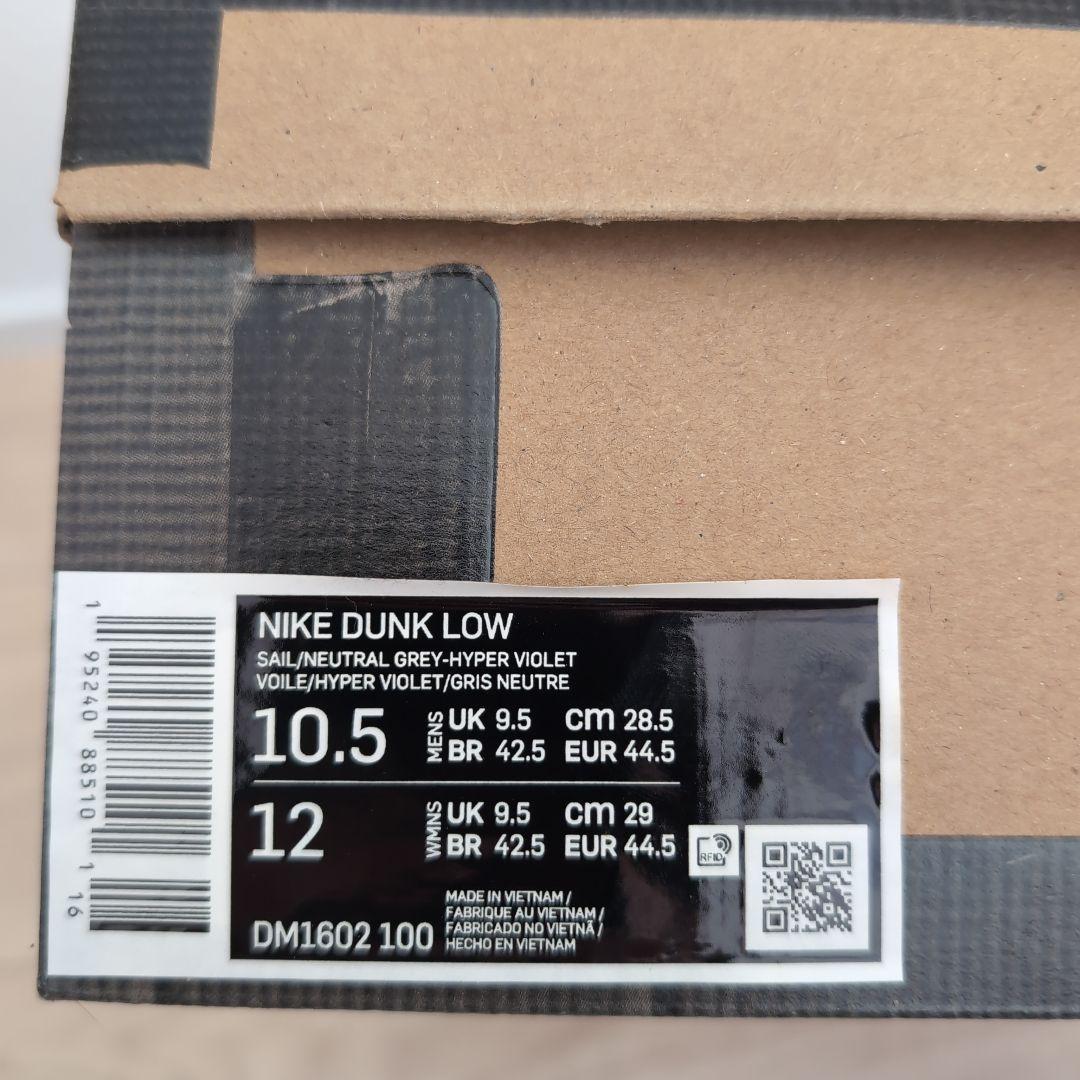 NIKE DUNK LOW
SAIL/NEUTRAL GREY-HYPER VIOLET
VOILE/HYPER VIOLET/GRIS NEUTRE
10.5 MENS UK 9.5 cm 28.5
BR 42.5 EUR 44.5
12 WMNS UK 9.5 cm 29
BR 42.5 EUR 44.5
RFID
MADE IN VIETNAM /
FABRIQUE AU VIETNAM /
FABRICADO NO VIETNÃ /
HECHO EN VIETNAM
DM1602 100
1 95240 88510 1 16